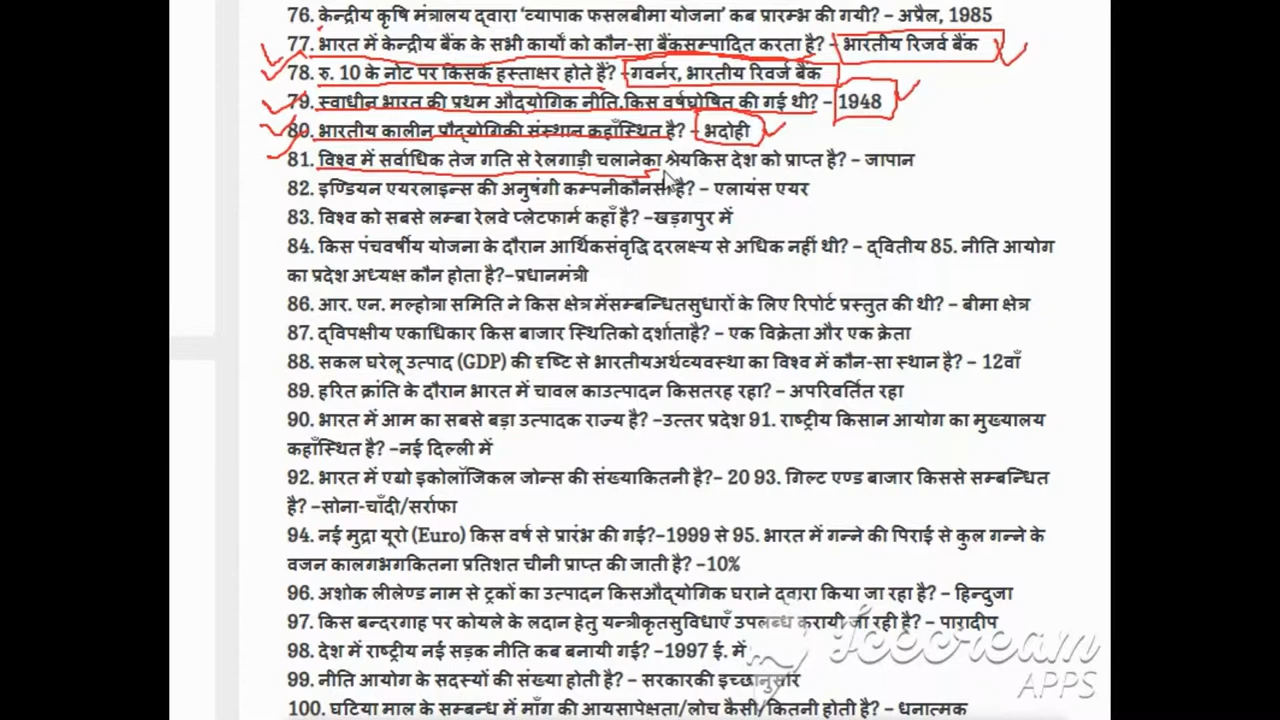 76. केन्द्रीय कृषि मंत्रालय द्वारा ‘व्यापाक फसलबीमा योजना’ कब प्रारम्भ की गयी? – अप्रैल, 1985
77. भारत में केन्द्रीय बैंक के सभी कार्यों को कौन-सा बैंकसम्पादित करता है? – भारतीय रिजर्व बैंक
78. रु. 10 के नोट पर किसके हस्ताक्षर होते हैं? –गवर्नर, भारतीय रिवर्ज बैंक
79. स्वाधीन भारत की प्रथम औद्योगिक नीति.किस वर्षघोषित की गई थी? – 1948
80. भारतीय कालीन पौद्योगिकी संस्थान कहाँस्थित है? – भदोही
81. विश्व में सर्वाधिक तेज गति से रेलगाड़ी चलानेका श्रेयकिस देश को प्राप्त है? – जापान
82. इण्डियन एयरलाइन्स की अनुषंगी कम्पनीकौनसी है? – एलायंस एयर
83. विश्व को सबसे लम्बा रेलवे प्लेटफार्म कहाँ है? –खड़गपुर में
84. किस पंचवर्षीय योजना के दौरान आर्थिकसंवृद्धि दरलक्ष्य से अधिक नहीं थी? – द्वितीय 85. नीति आयोग
का प्रदेश अध्यक्ष कौन होता है?–प्रधानमंत्री
86. आर. एन. मल्होत्रा समिति ने किस क्षेत्र मेंसम्बन्धितसुधारों के लिए रिपोर्ट प्रस्तुत की थी? – बीमा क्षेत्र
87. द्विपक्षीय एकाधिकार किस बाजार स्थितिको दर्शाताहै? – एक विक्रेता और एक क्रेता
88. सकल घरेलू उत्पाद (GDP) की दृष्टि से भारतीयअर्थव्यवस्था का विश्व में कौन-सा स्थान है? – 12वाँ
89. हरित क्रांति के दौरान भारत में चावल काउत्पादन किसतरह रहा? – अपरिवर्तित रहा
90. भारत में आम का सबसे बड़ा उत्पादक राज्य है? –उत्तर प्रदेश 91. राष्ट्रीय किसान आयोग का मुख्यालय
कहाँस्थित है? –नई दिल्ली में
92. भारत में एग्रो इकोलॉजिकल जोन्स की संख्याकितनी है?– 20 93. गिल्ट एण्ड बाजार किससे सम्बन्धित
है? –सोना-चाँदी/सर्राफा
94. नई मुद्रा यूरो (Euro) किस वर्ष से प्रारंभ की गई?–1999 से 95. भारत में गन्ने की पिराई से कुल गन्ने के
वजन कालगभगकितना प्रतिशत चीनी प्राप्त की जाती है? –10%
96. अशोक लीलेण्ड नाम से ट्रकों का उत्पादन किसऔद्योगिक घराने द्वारा किया जा रहा है? – हिन्दुजा
97. किस बन्दरगाह पर कोयले के लदान हेतु यन्त्रीकृतसुविधाएँ उपलब्ध करायी जा रही है? – पारादीप
98. देश में राष्ट्रीय नई सड़क नीति कब बनायी गई? –1997 ई. में
99. नीति आयोग के सदस्यों की संख्या होती है? – सरकारकी इच्छानुसार
100. घटिया माल के सम्बन्ध में माँग की आयसापेक्षता/लोच कैसी/कितनी होती है? – धनात्मक
Icecream
APPS